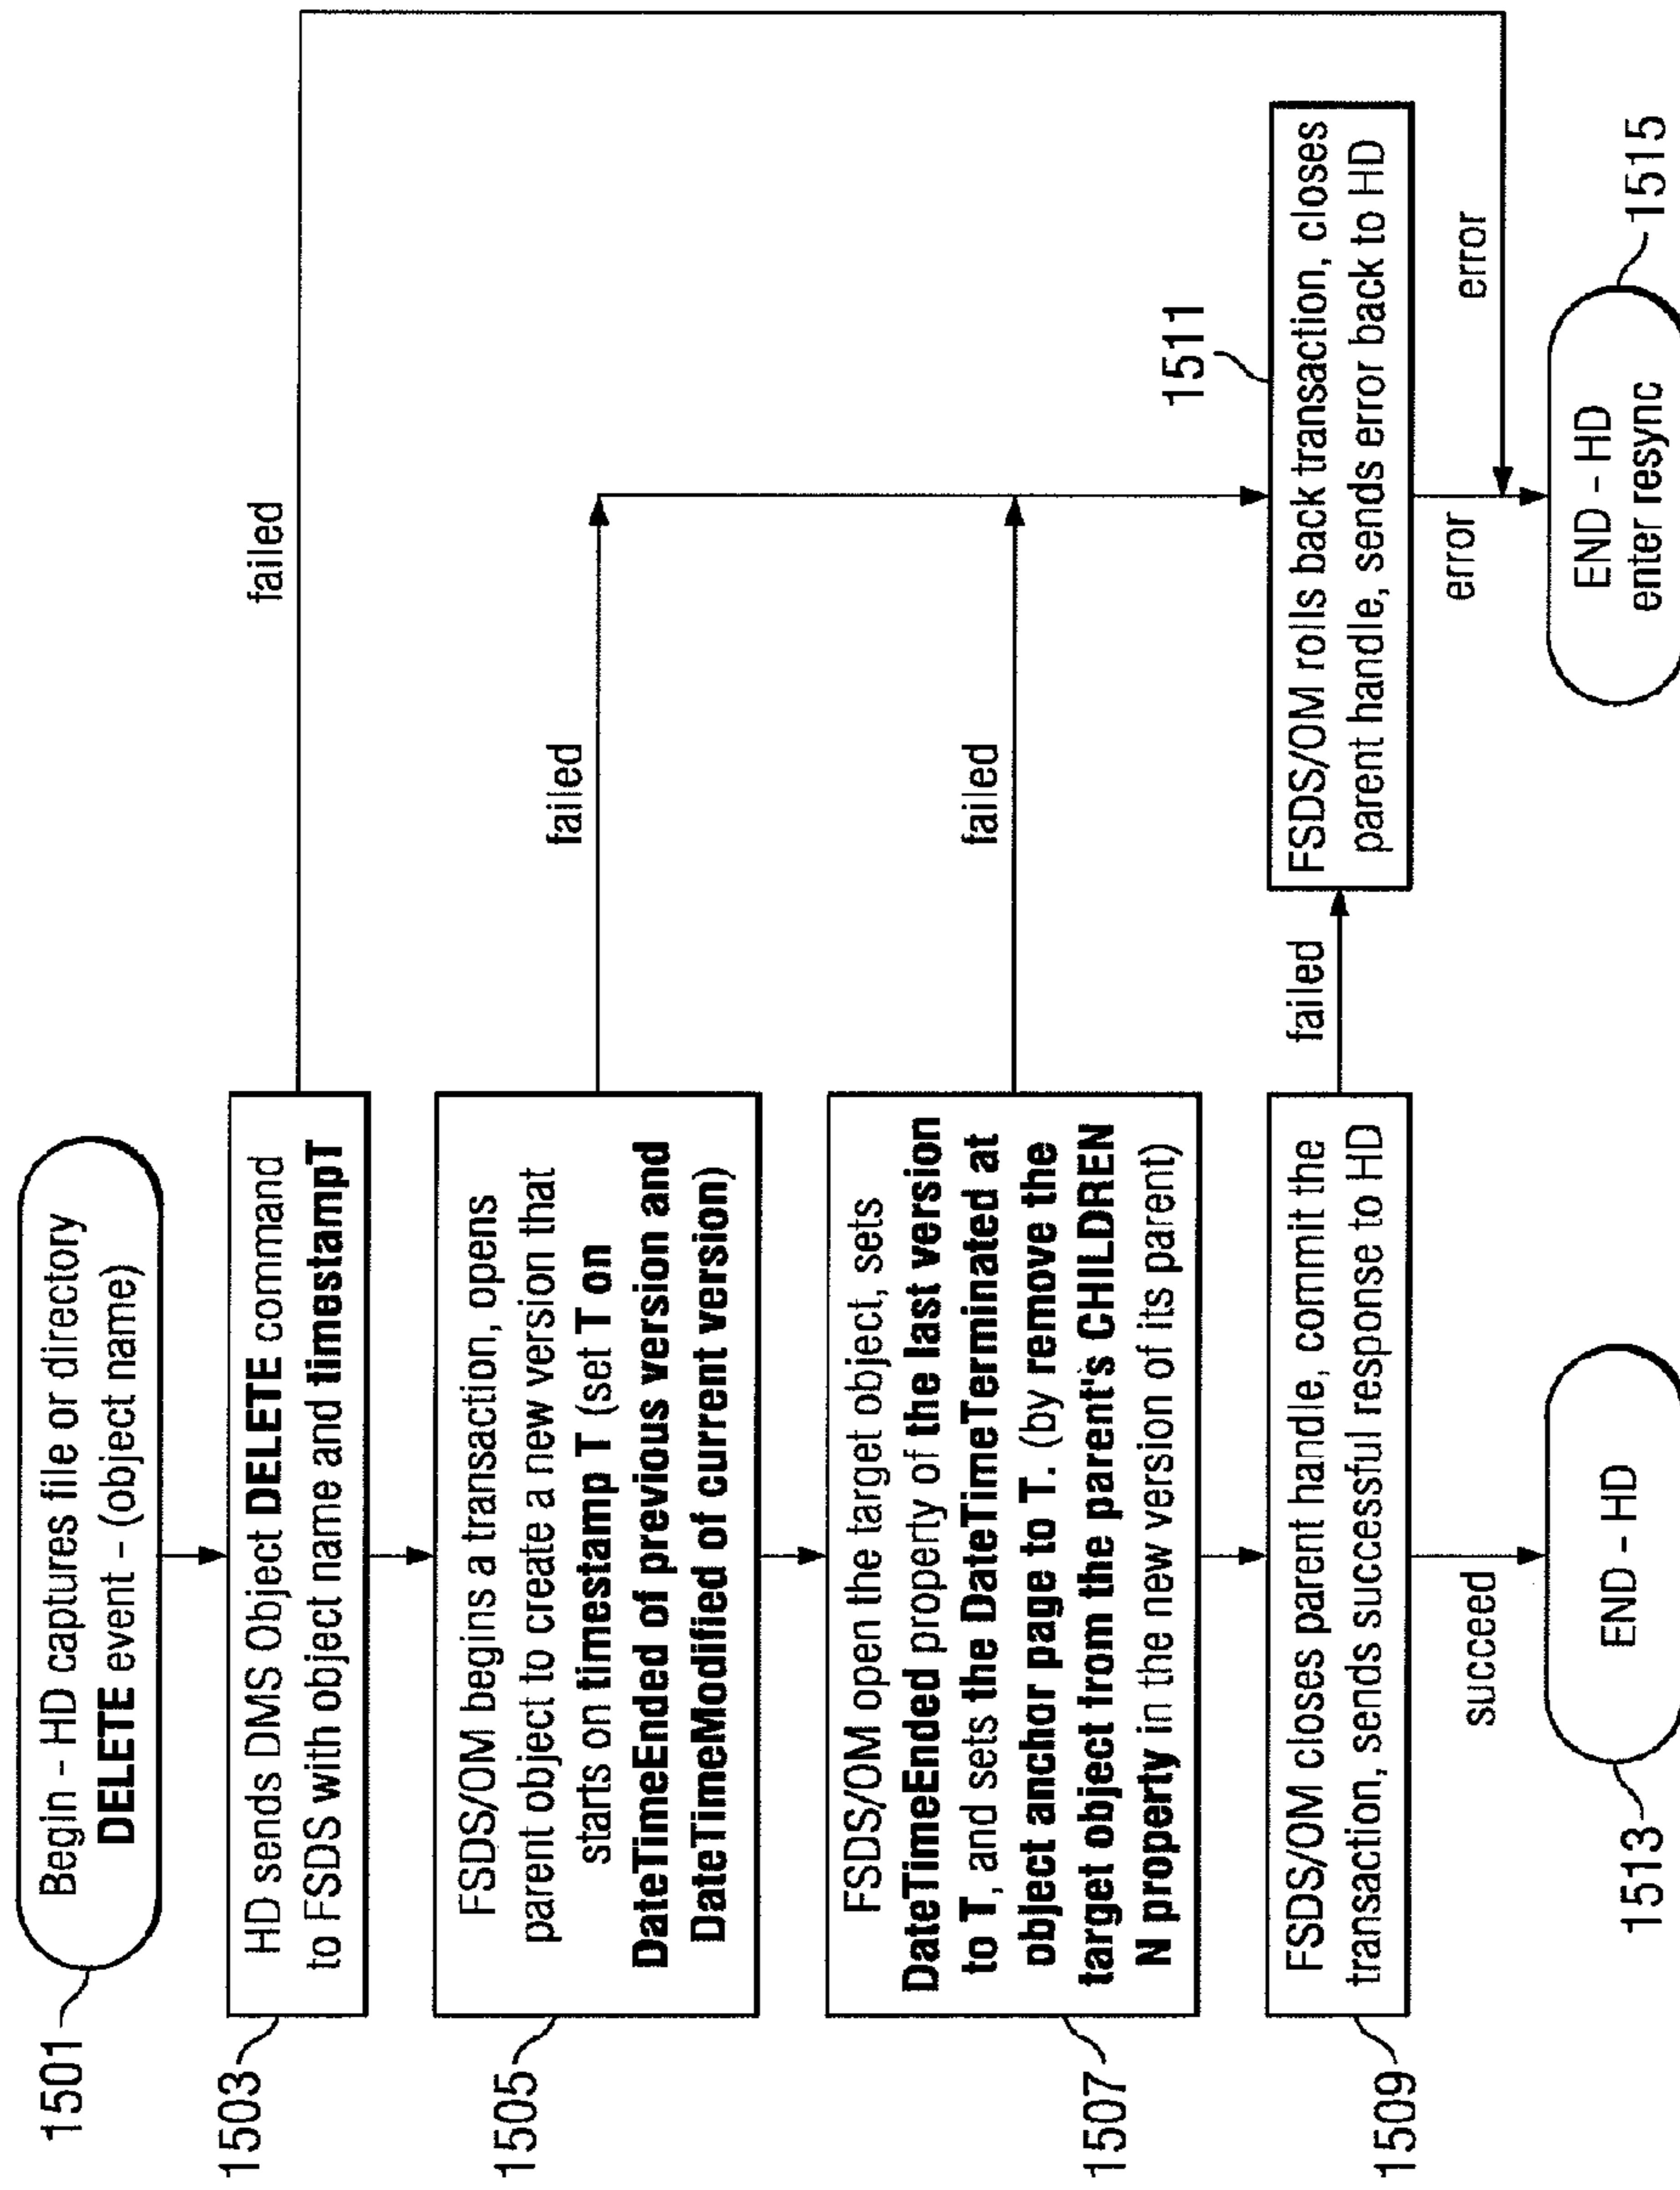 1501
Begin - HD captures file or directory
DELETE event - (object name)
1503
HD sends DMS Object DELETE command
to FSDS with object name and timestampT
failed
1505
FSDS/OM begins a transaction, opens
parent object to create a new version that
starts on timestamp T (set T on
DateTimeEnded of previous version and
DateTimeModified of current version)
failed
1507
FSDS/OM open the target object, sets
DateTimeEnded property of the last version
to T, and sets the DateTimeTerminated at
object anchor page to T. (by remove the
target object from the parent's CHILDREN
N property in the new version of its parent)
failed
1509
FSDS/OM closes parent handle, commit the
transaction, sends successful response to HD
failed
1511
FSDS/OM rolls back transaction, closes
parent handle, sends error back to HD
succeed
error
error
1513
END - HD
END - HD
enter resync
1515